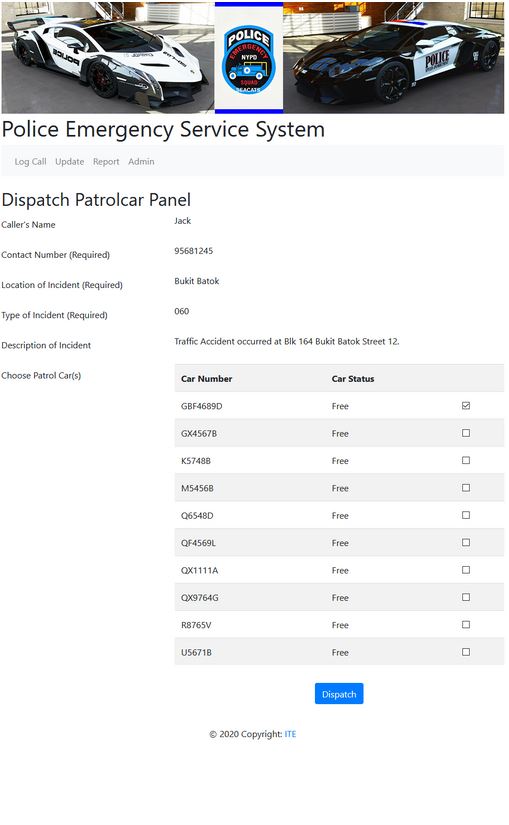 POLICE
POLICE
EMERGENCY
NYPD
SQUAD
SEACATS
POLICE
Police Emergency Service System
Log Call Update Report Admin
Dispatch Patrolcar Panel
Caller's Name Jack
Contact Number (Required) 95681245
Location of Incident (Required) Bukit Batok
Type of Incident (Required) 060
Description of Incident Traffic Accident occurred at Blk 164 Bukit Batok Street 12.
Choose Patrol Car(s)
Car Number Car Status
GBF4689D Free
GX4567B Free
K5748B Free
M5456B Free
Q6548D Free
QF4569L Free
QX1111A Free
QX9764G Free
R8765V Free
U5671B Free
Dispatch
© 2020 Copyright: ITE